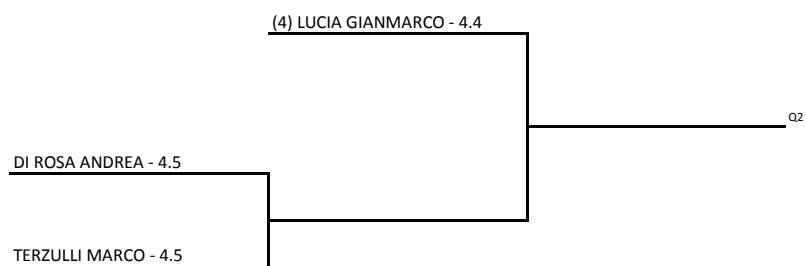 (4) LUCIA GIANMARCO - 4.4
Q2
DI ROSA ANDREA - 4.5
TERZULLI MARCO - 4.5